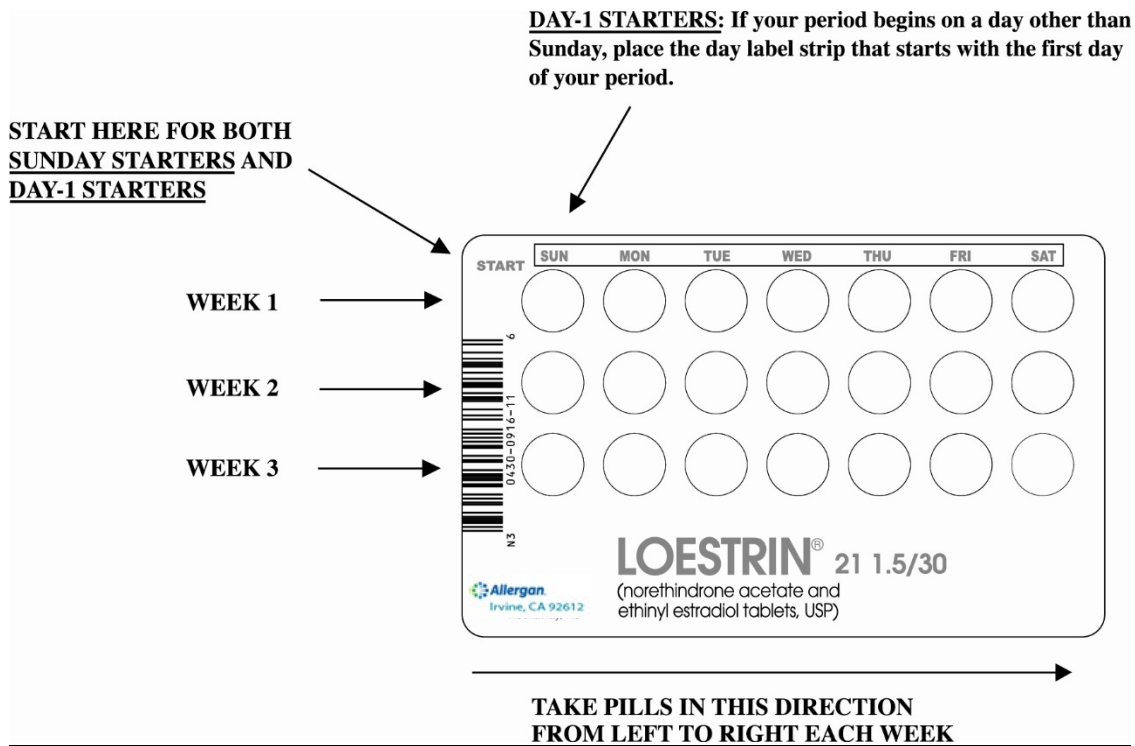 DAY-1 STARTERS: If your period begins on a day other than
Sunday, place the day label strip that starts with the first day
of your period.
START HERE FOR BOTH
SUNDAY STARTERS AND
DAY-1 STARTERS
START SUN MON TUE WED THU FRI SAT
WEEK 1
WEEK 2
WEEK 3
6
0430-0916-11
N3
LOESTRIN® 21 1.5/30
(norethindrone acetate and
ethinyl estradiol tablets, USP)
Allergan
Irvine, CA 92612
TAKE PILLS IN THIS DIRECTION
FROM LEFT TO RIGHT EACH WEEK